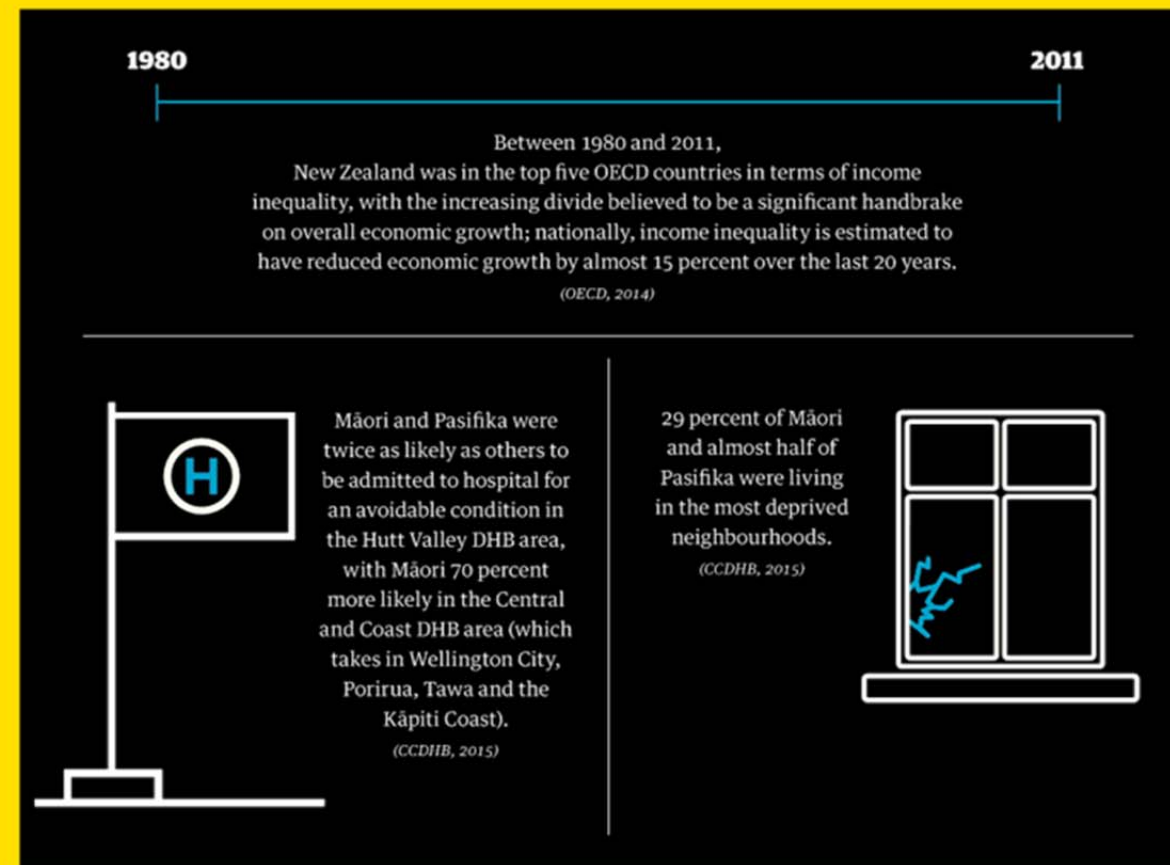 1980
2011
Between 1980 and 2011,
New Zealand was in the top five OECD countries in terms of income
inequality, with the increasing divide believed to be a significant handbrake
on overall economic growth; nationally, income inequality is estimated to
have reduced economic growth by almost 15 percent over the last 20 years.
(OECD, 2014)
H
Māori and Pasifika were
twice as likely as others to
be admitted to hospital for
an avoidable condition in
the Hutt Valley DHB area,
with Māori 70 percent
more likely in the Central
and Coast DHB area (which
takes in Wellington City,
Porirua, Tawa and the
Kāpiti Coast).
(CCDHB, 2015)
29 percent of Māori
and almost half of
Pasifika were living
in the most deprived
neighbourhoods.
(CCDHB, 2015)